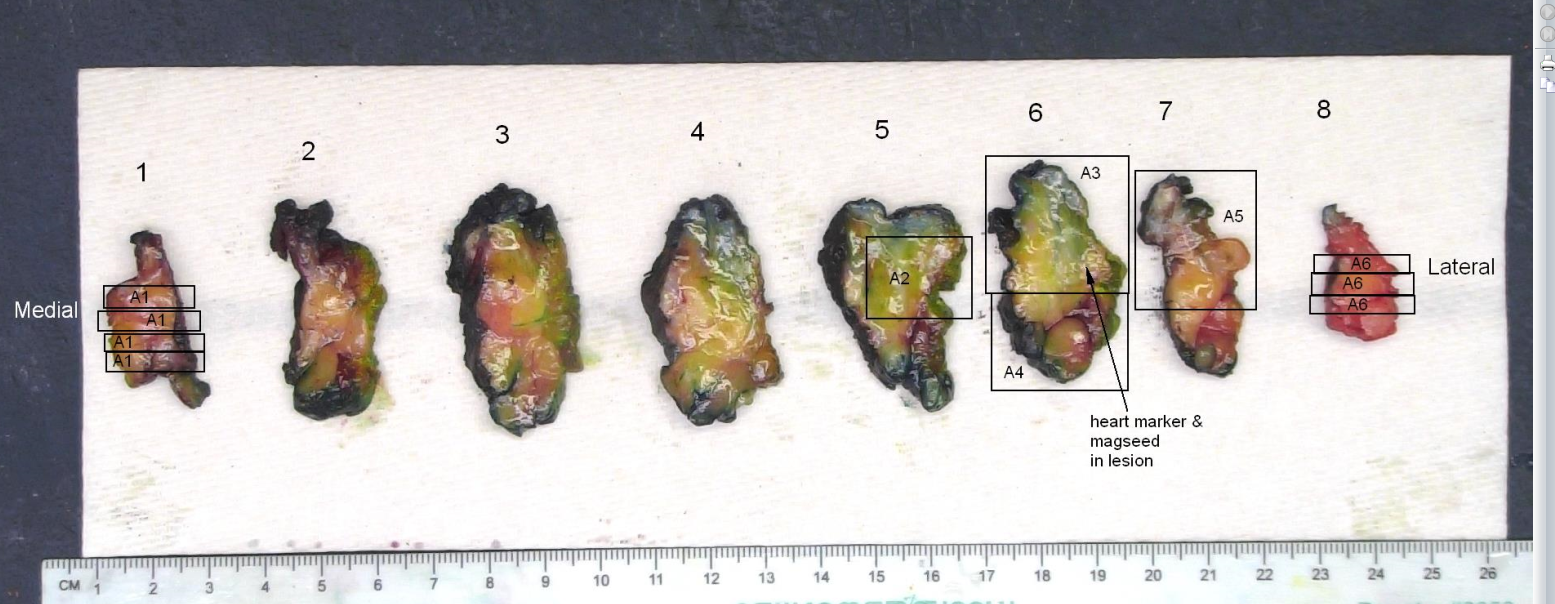 1
2
3
4
5
6
7
8
Medial
A1
A1
A1
A1
A2
A3
A4
A5
A6
A6
A6
Lateral
heart marker &
magseed
in lesion
CM 1 2 3 4 5 6 7 8 9 10 11 12 13 14 15 16 17 18 19 20 21 22 23 24 25 26